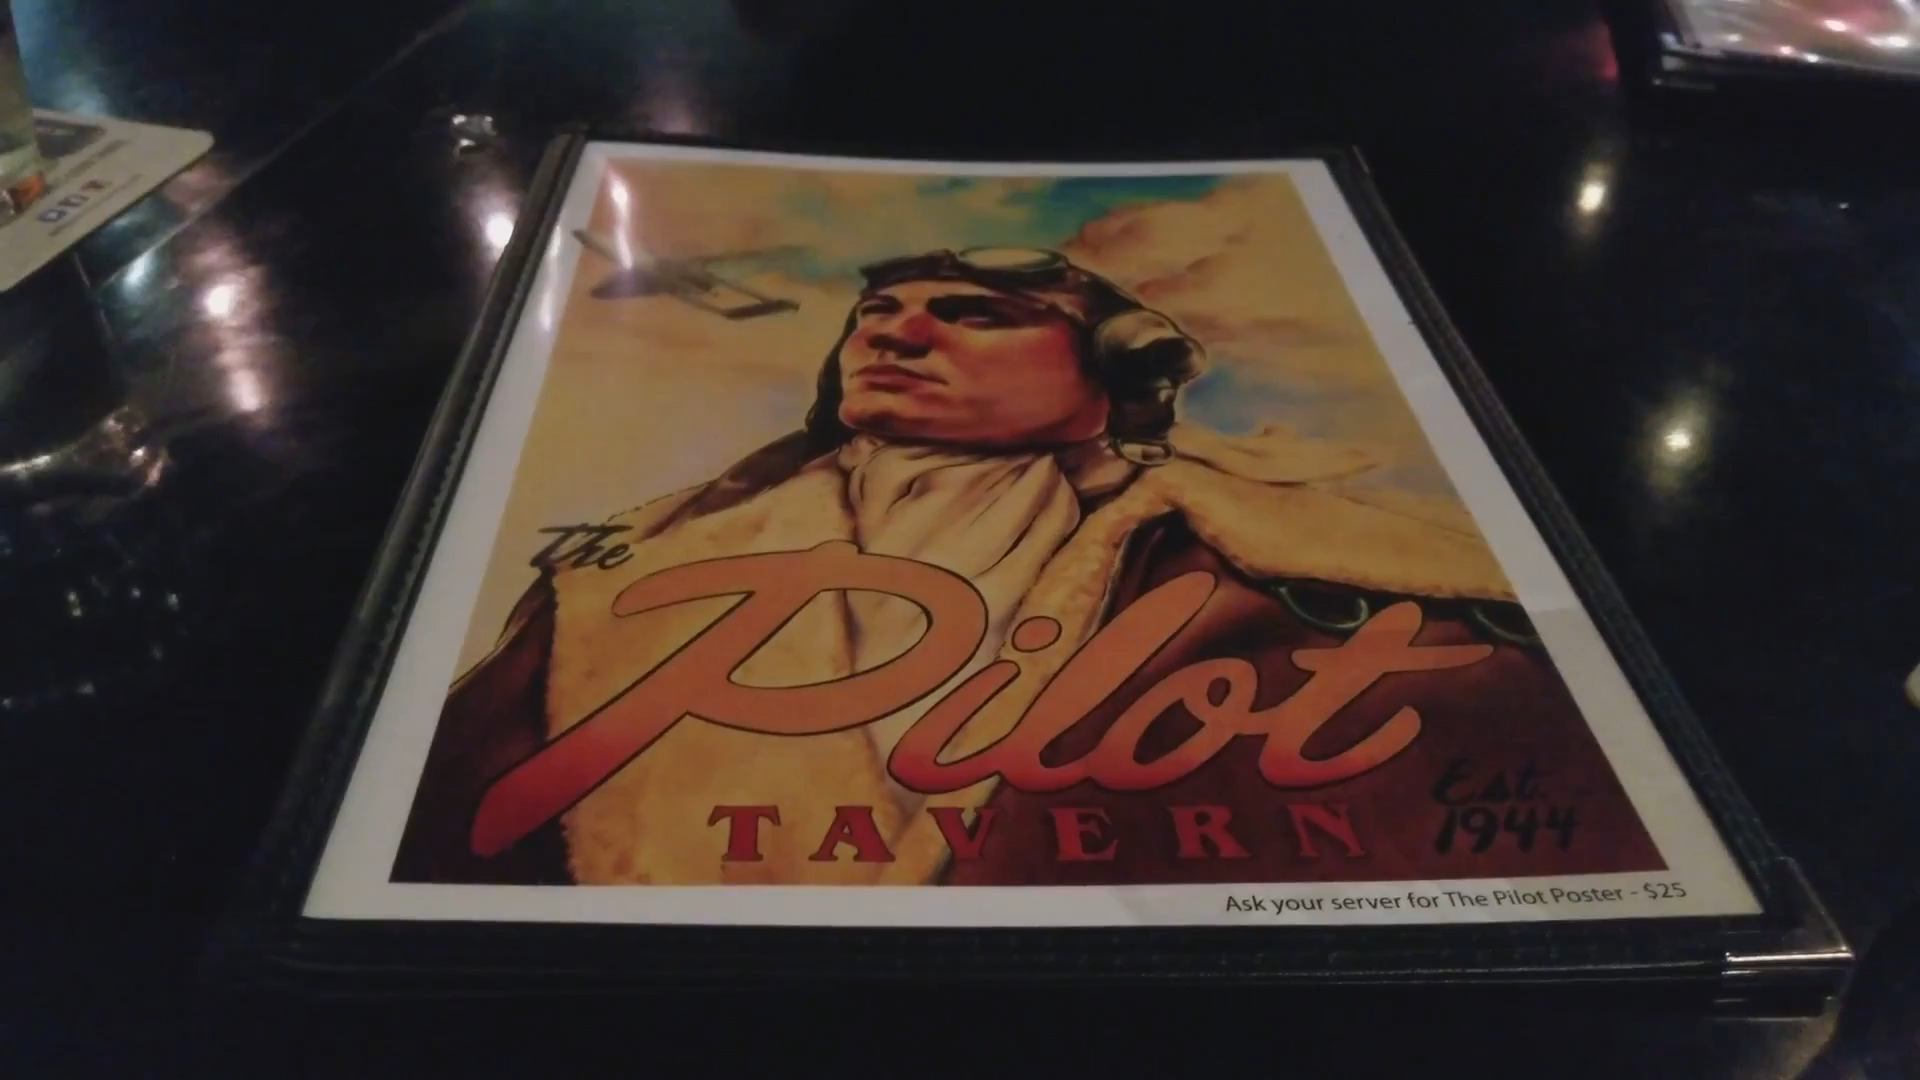 the
Pilot
TAVERN
Est.
1944
Ask your server for The Pilot Poster - $25